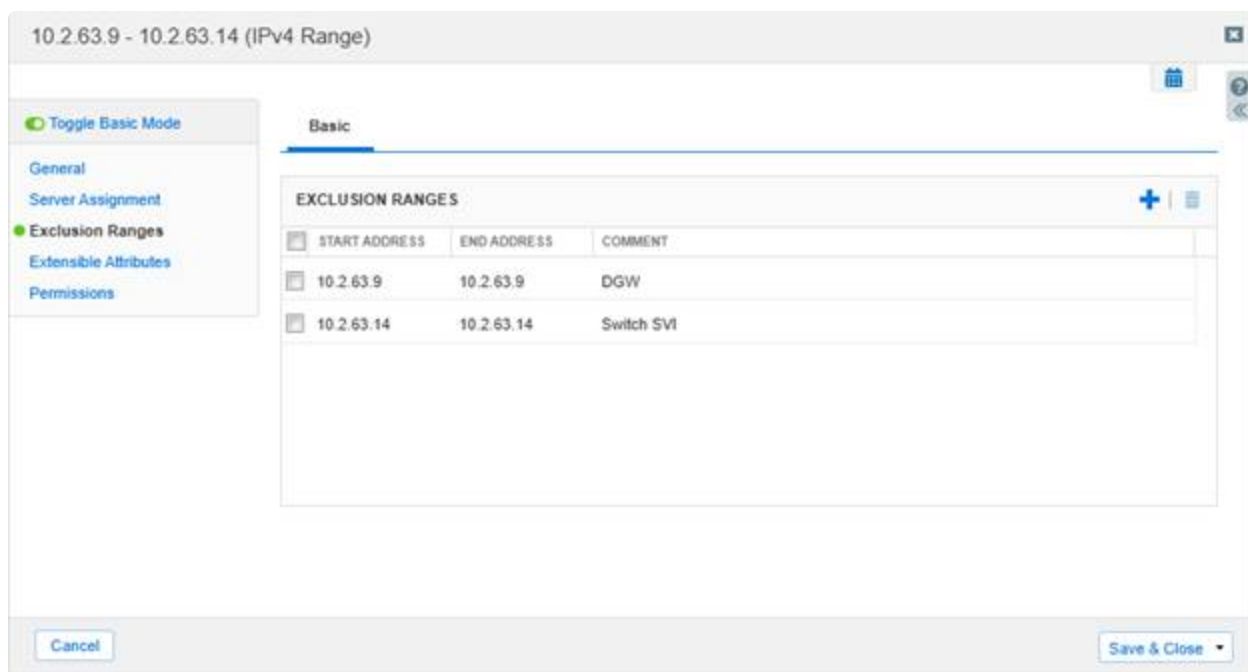 10.2.63.9 - 10.2.63.14 (IPv4 Range)
Toggle Basic Mode
General
Server Assignment
Exclusion Ranges
Extensible Attributes
Permissions
Basic
EXCLUSION RANGES
START ADDRESS END ADDRESS COMMENT
10.2.63.9 10.2.63.9 DGW
10.2.63.14 10.2.63.14 Switch SVI
Cancel
Save & Close